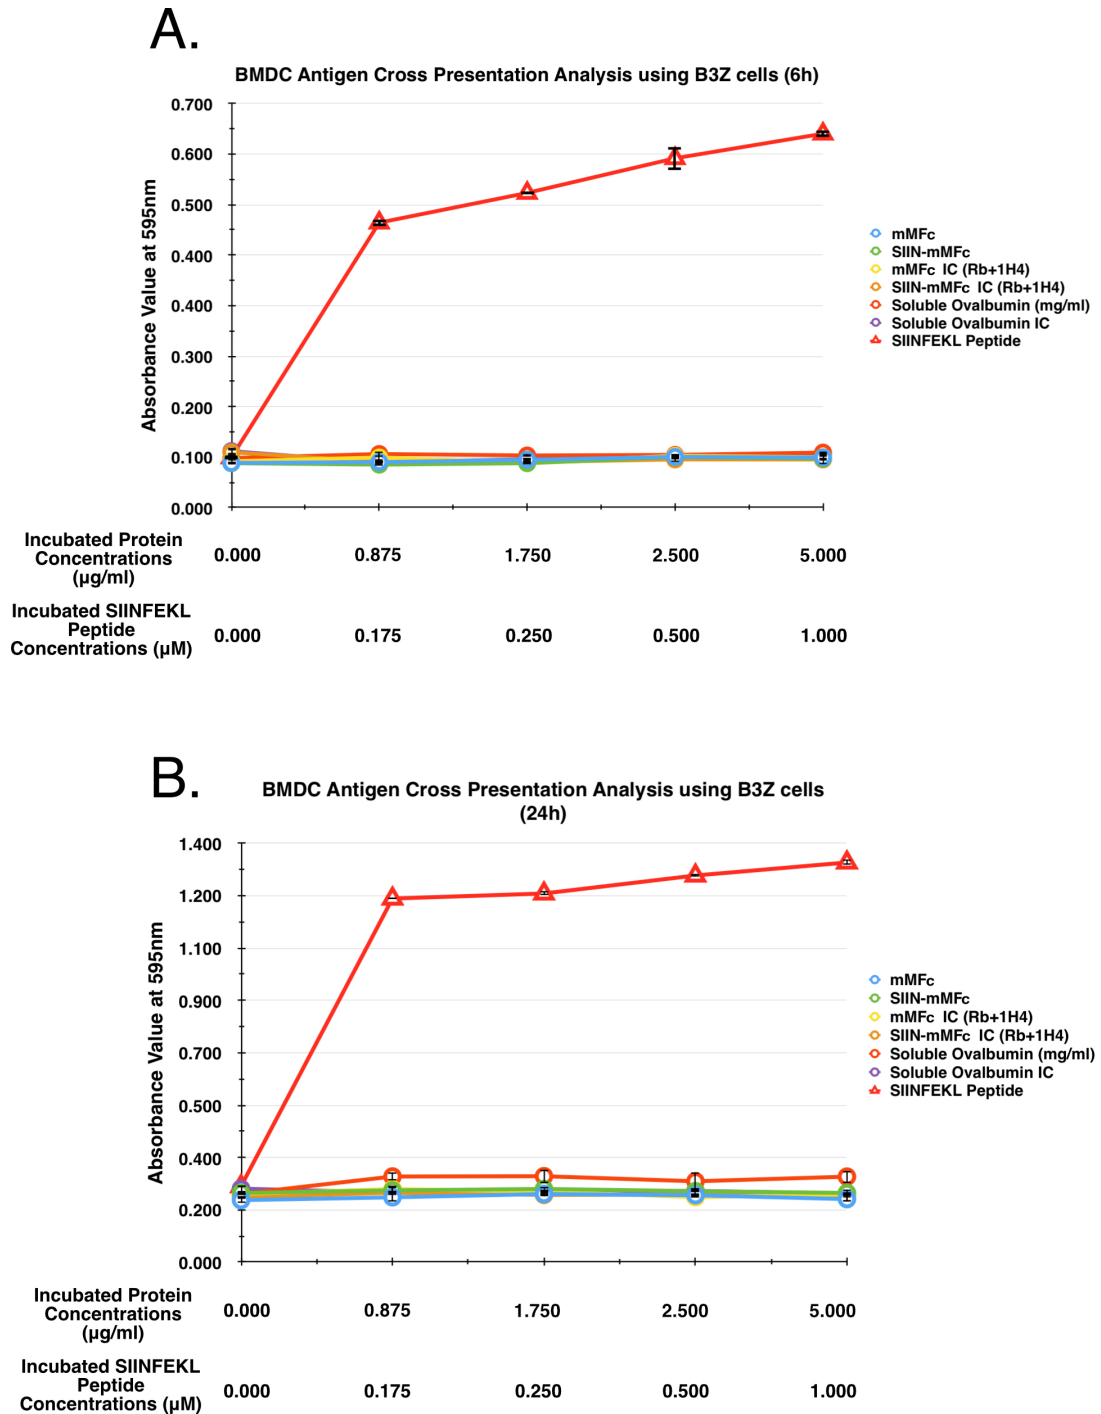 A.
BMDC Antigen Cross Presentation Analysis using B3Z cells (6h)
Absorbance Value at 595nm
0.700
0.600
0.500
0.400
0.400
0.300
0.200
0.100
0.000
mMFc
SIIN-mMFc
mMFc IC (Rb+1H4)
SIIN-mMFc IC (Rb+1H4)
Soluble Ovalbumin (mg/ml)
Soluble Ovalbumin IC
SIINFEKL Peptide
Incubated Protein
Concentrations
(µg/ml)
0.000 0.875 1.750 2.500 5.000
Incubated SIINFEKL
Peptide
Concentrations (µM)
0.000 0.175 0.250 0.500 1.000
B.
BMDC Antigen Cross Presentation Analysis using B3Z cells
(24h)
Absorbance Value at 595nm
1.400
1.200
1.100
0.900
0.700
0.500
0.400
0.200
0.000
mMFc
SIIN-mMFc
mMFc IC (Rb+1H4)
SIIN-mMFc IC (Rb+1H4)
Soluble Ovalbumin (mg/ml)
Soluble Ovalbumin IC
SIINFEKL Peptide
Incubated Protein
Concentrations
(µg/ml)
0.000 0.875 1.750 2.500 5.000
Incubated SIINFEKL
Peptide
Concentrations (µM)
0.000 0.175 0.250 0.500 1.000